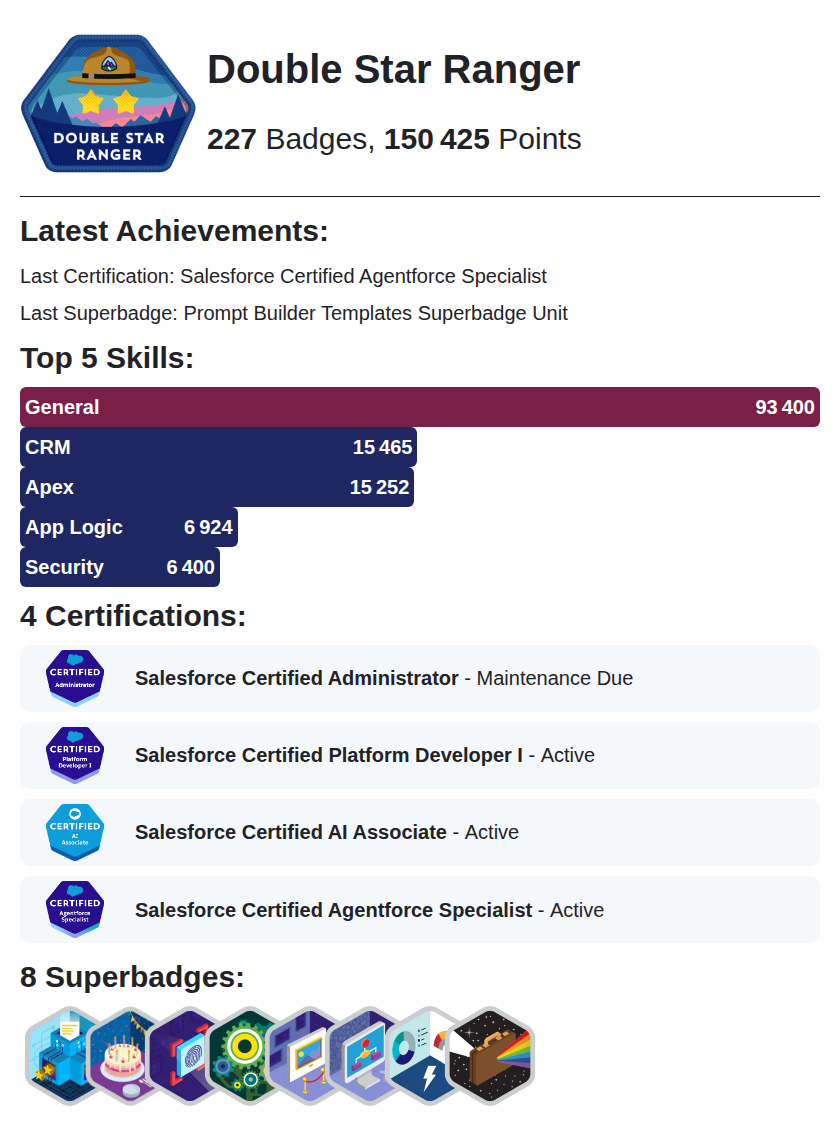 DOUBLE STAR
RANGER
Double Star Ranger
227 Badges, 150 425 Points
Latest Achievements:
Last Certification: Salesforce Certified Agentforce Specialist
Last Superbadge: Prompt Builder Templates Superbadge Unit
Top 5 Skills:
General 93 400
CRM 15 465
Apex 15 252
App Logic 6 924
Security 6 400
4 Certifications:
CERTIFIED
Administrator
Salesforce Certified Administrator - Maintenance Due
CERTIFIED
Platform
Developer I
Salesforce Certified Platform Developer I - Active
CERTIFIED
AI
Associate
Salesforce Certified AI Associate - Active
CERTIFIED
Agentforce
Specialist
Salesforce Certified Agentforce Specialist - Active
8 Superbadges: